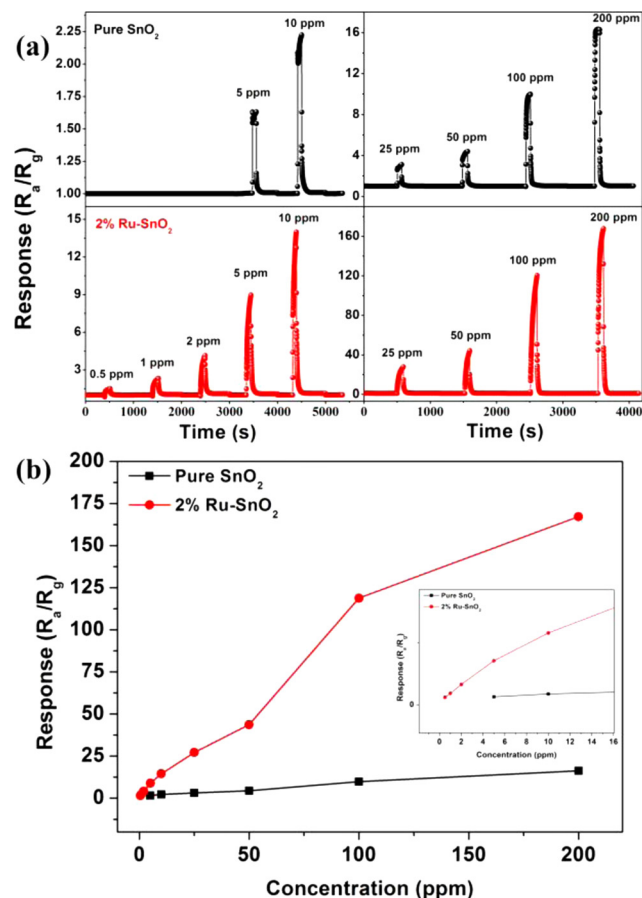 (a)
Pure SnO₂
5 ppm
10 ppm
2.25
2.00
1.75
1.50
1.25
1.00
25 ppm
50 ppm
100 ppm
200 ppm
16
12
8
4
0
Response (Rₐ/R_g)
2% Ru-SnO₂
0.5 ppm
1 ppm
2 ppm
5 ppm
10 ppm
15
12
9
6
3
0 1000 2000 3000 4000 5000
Time (s)
25 ppm
50 ppm
100 ppm
200 ppm
160
120
80
40
0
0 1000 2000 3000 4000
Time (s)
(b)
Pure SnO₂
2% Ru-SnO₂
200
175
150
125
100
75
50
25
0
Response (Rₐ/R_g)
0 50 100 150 200
Concentration (ppm)
Pure SnO₂
2% Ru-SnO₂
Response (Rₐ/R_g)
0
0 2 4 6 8 10 12 14 16
Concentration (ppm)